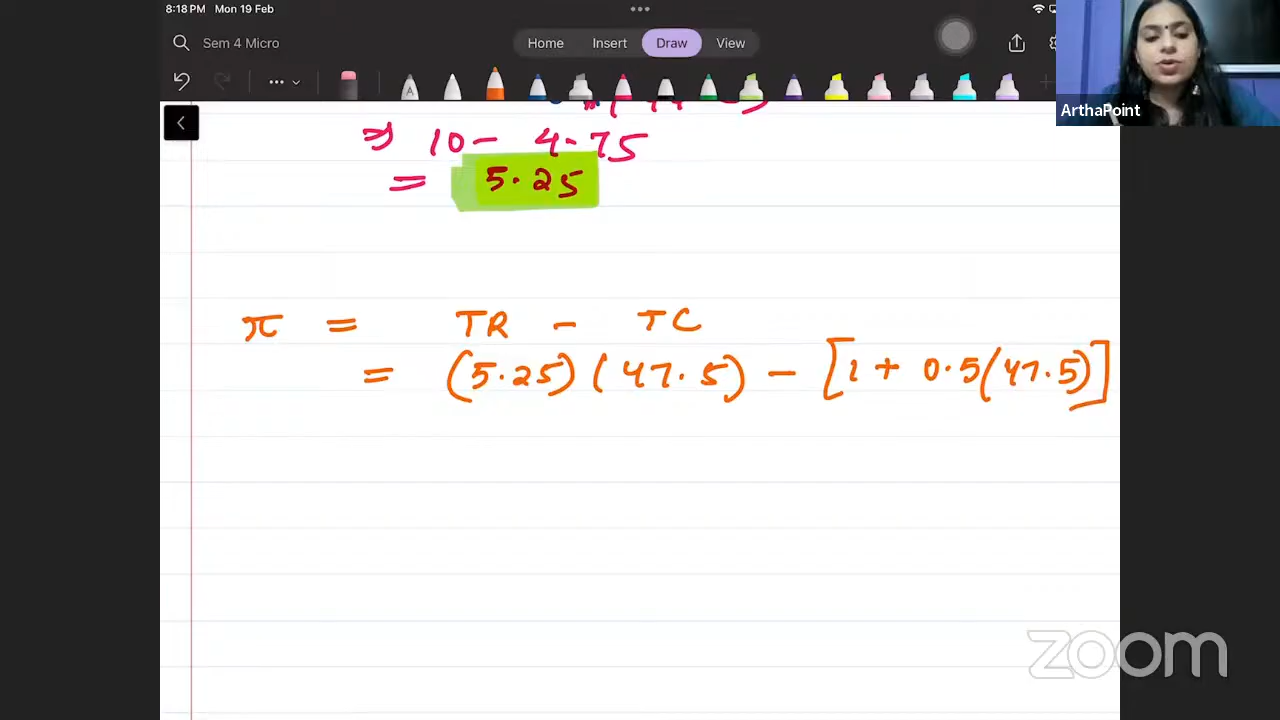 8:18 PM Mon 19 Feb
Sem 4 Micro
Home Insert Draw View
ArthaPoint
⇒ 10 - 4.75
= 5.25
π = TR - TC
= (5.25)(47.5) - [1 + 0.5(47.5)]
zoom